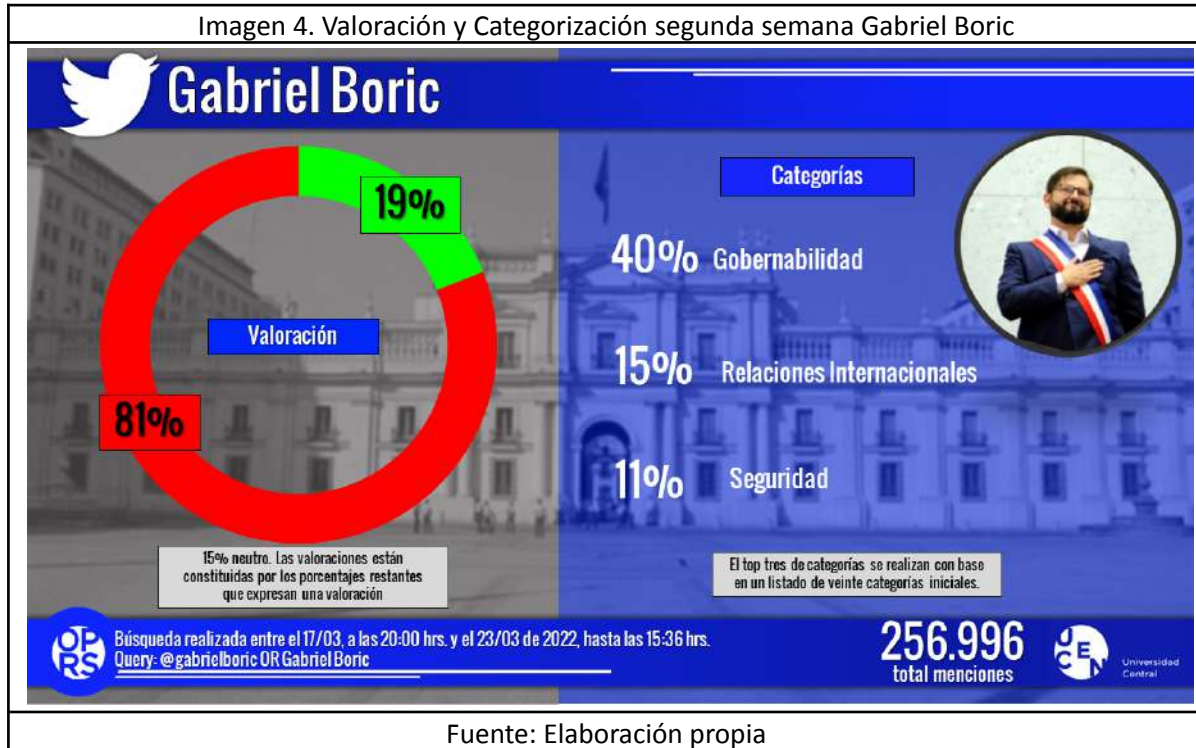 Imagen 4. Valoración y Categorización segunda semana Gabriel Boric
Gabriel Boric
19%
Valoración
81%
15% neutro. Las valoraciones están
constituidas por los porcentajes restantes
que expresan una valoración
Categorías
40% Gobernabilidad
15% Relaciones Internacionales
11% Seguridad
El top tres de categorías se realizan con base
en un listado de veinte categorías iniciales.
OP
RS
Búsqueda realizada entre el 17/03, a las 20:00 hrs. y el 23/03 de 2022, hasta las 15:36 hrs.
Query: @gabrielboric OR Gabriel Boric
256.996
total menciones
UCEN
Universidad
Central
Fuente: Elaboración propia